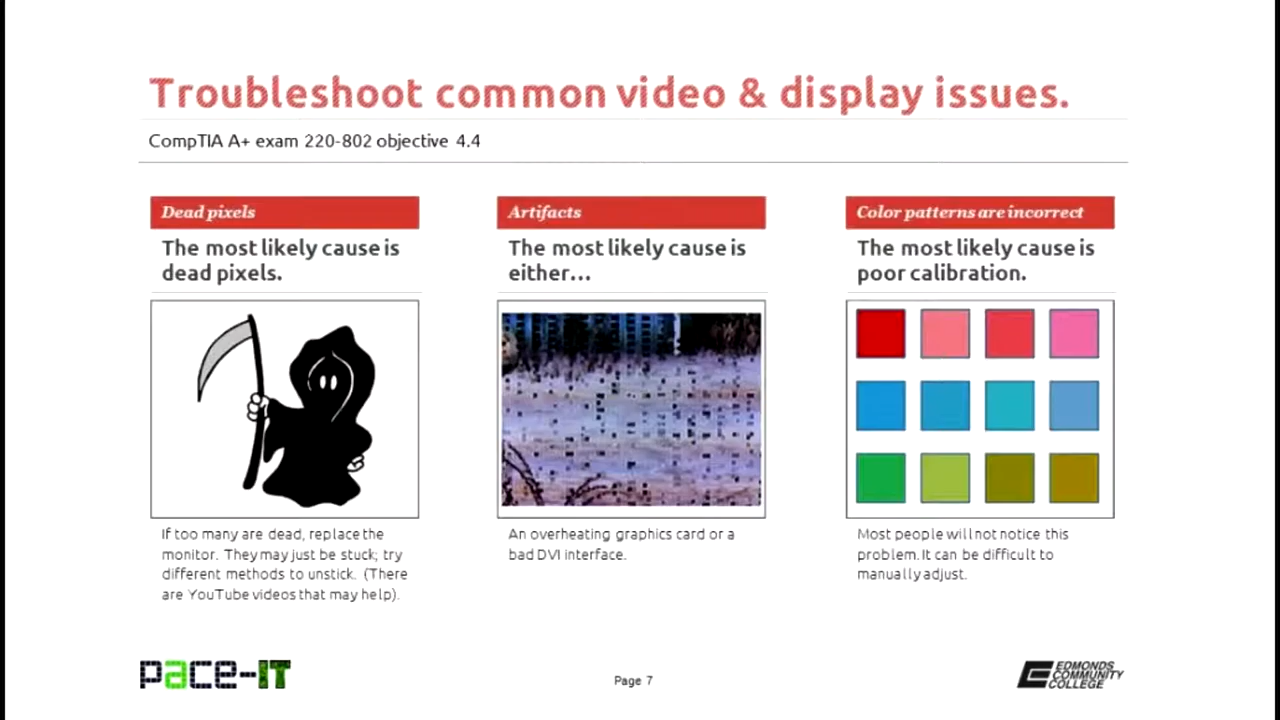 Troubleshoot common video & display issues.
CompTIA A+ exam 220-802 objective 4.4
Dead pixels
The most likely cause is
dead pixels.
If too many are dead, replace the
monitor. They may just be stuck; try
different methods to unstick. (There
are YouTube videos that may help).
Artifacts
The most likely cause is
either...
An overheating graphics card or a
bad DVI interface.
Color patterns are incorrect
The most likely cause is
poor calibration.
Most people will not notice this
problem. It can be difficult to
manually adjust.
pace-IT
Page 7
EDMONDS
COMMUNITY
COLLEGE